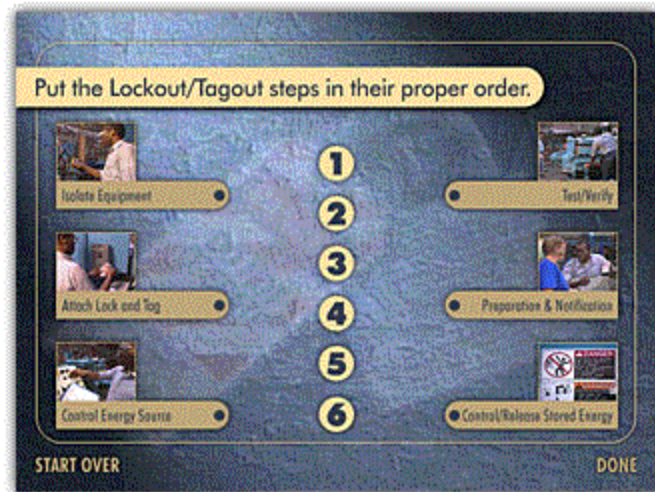 Put the Lockout/Tagout steps in their proper order.
Isolate Equipment
Attach Lock and Tag
Control Energy Source
1
2
3
4
5
6
Test/Verify
Preparation & Notification
DANGER
Control/Release Stored Energy
START OVER
DONE